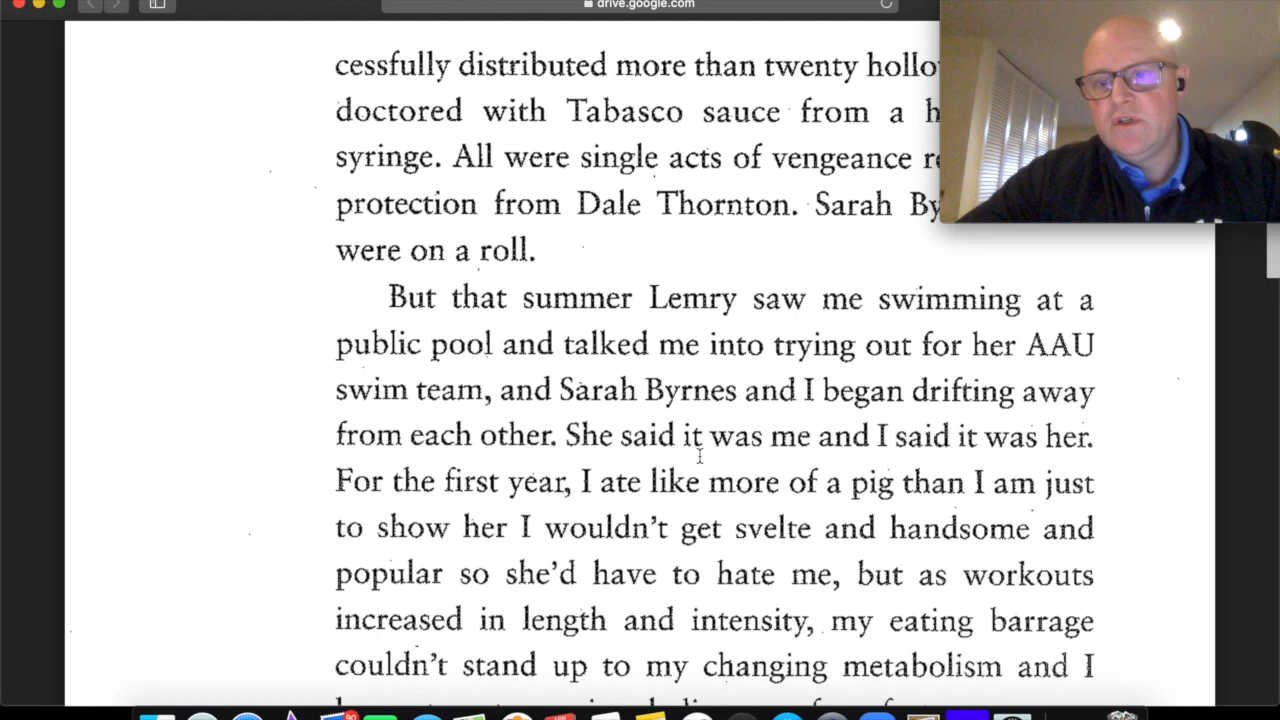 drive.google.com
cessfully distributed more than twenty
doctored with Tabasco sauce from a
syringe. All were single acts of vengeance
protection from Dale Thornton. Sarah
were on a roll.
But that summer Lemry saw me swimming at a
public pool and talked me into trying out for her AAU
swim team, and Sarah Byrnes and I began drifting away
from each other. She said it was me and I said it was her.
For the first year, I ate like more of a pig than I am just
to show her I wouldn't get svelte and handsome and
popular so she'd have to hate me, but as workouts
increased in length and intensity, my eating barrage
couldn't stand up to my changing metabolism and I